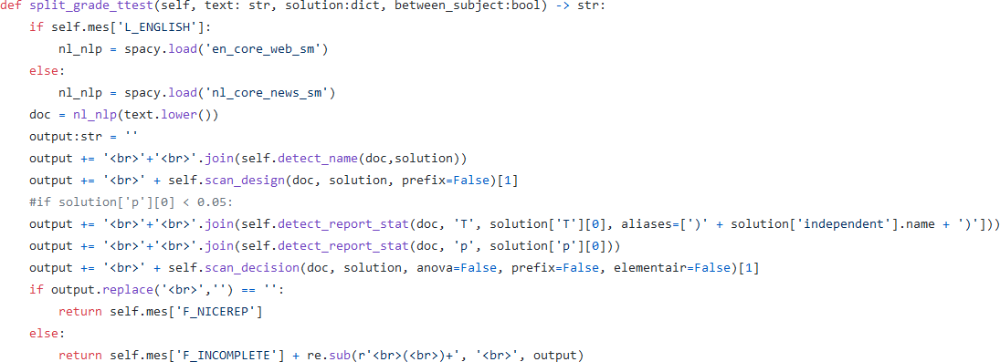 def split_grade_ttest(self, text: str, solution:dict, between_subject:bool) -> str:
    if self.mes['L_ENGLISH']:
        nl_nlp = spacy.load('en_core_web_sm')
    else:
        nl_nlp = spacy.load('nl_core_news_sm')
    doc = nl_nlp(text.lower())
    output:str = ''
    output += '<br>'+'<br>'.join(self.detect_name(doc,solution))
    output += '<br>' + self.scan_design(doc, solution, prefix=False)[1]
    #if solution['p'][0] < 0.05:
    output += '<br>'+'<br>'.join(self.detect_report_stat(doc, 'T', solution['T'][0], aliases=[')' + solution['independent'].name + ')']))
    output += '<br>'+'<br>'.join(self.detect_report_stat(doc, 'p', solution['p'][0]))
    output += '<br>' + self.scan_decision(doc, solution, anova=False, prefix=False, elementair=False)[1]
    if output.replace('<br>','') == '':
        return self.mes['F_NICEREP']
    else:
        return self.mes['F_INCOMPLETE'] + re.sub(r'<br>(<br>)+', '<br>', output)